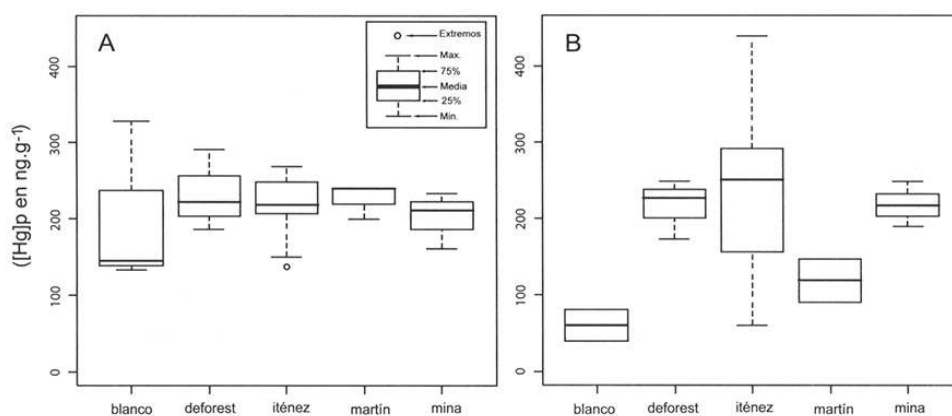 A
Extremos
Max.
75%
Media
25%
Min.
([Hg]p en ng.g-¹)
400
300
200
100
0
blanco deforest iténez martín mina
B
400
300
200
100
0
blanco deforest iténez martín mina